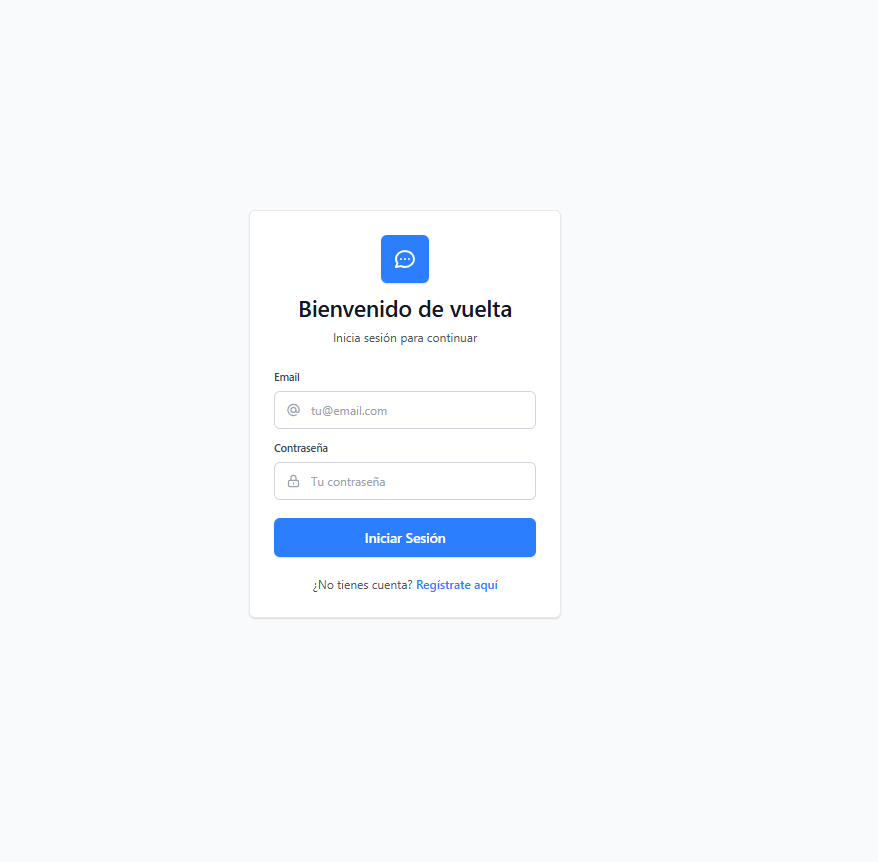 Bienvenido de vuelta
Inicia sesión para continuar
Email
tu@email.com
Contraseña
Tu contraseña
Iniciar Sesión
¿No tienes cuenta? Regístrate aquí